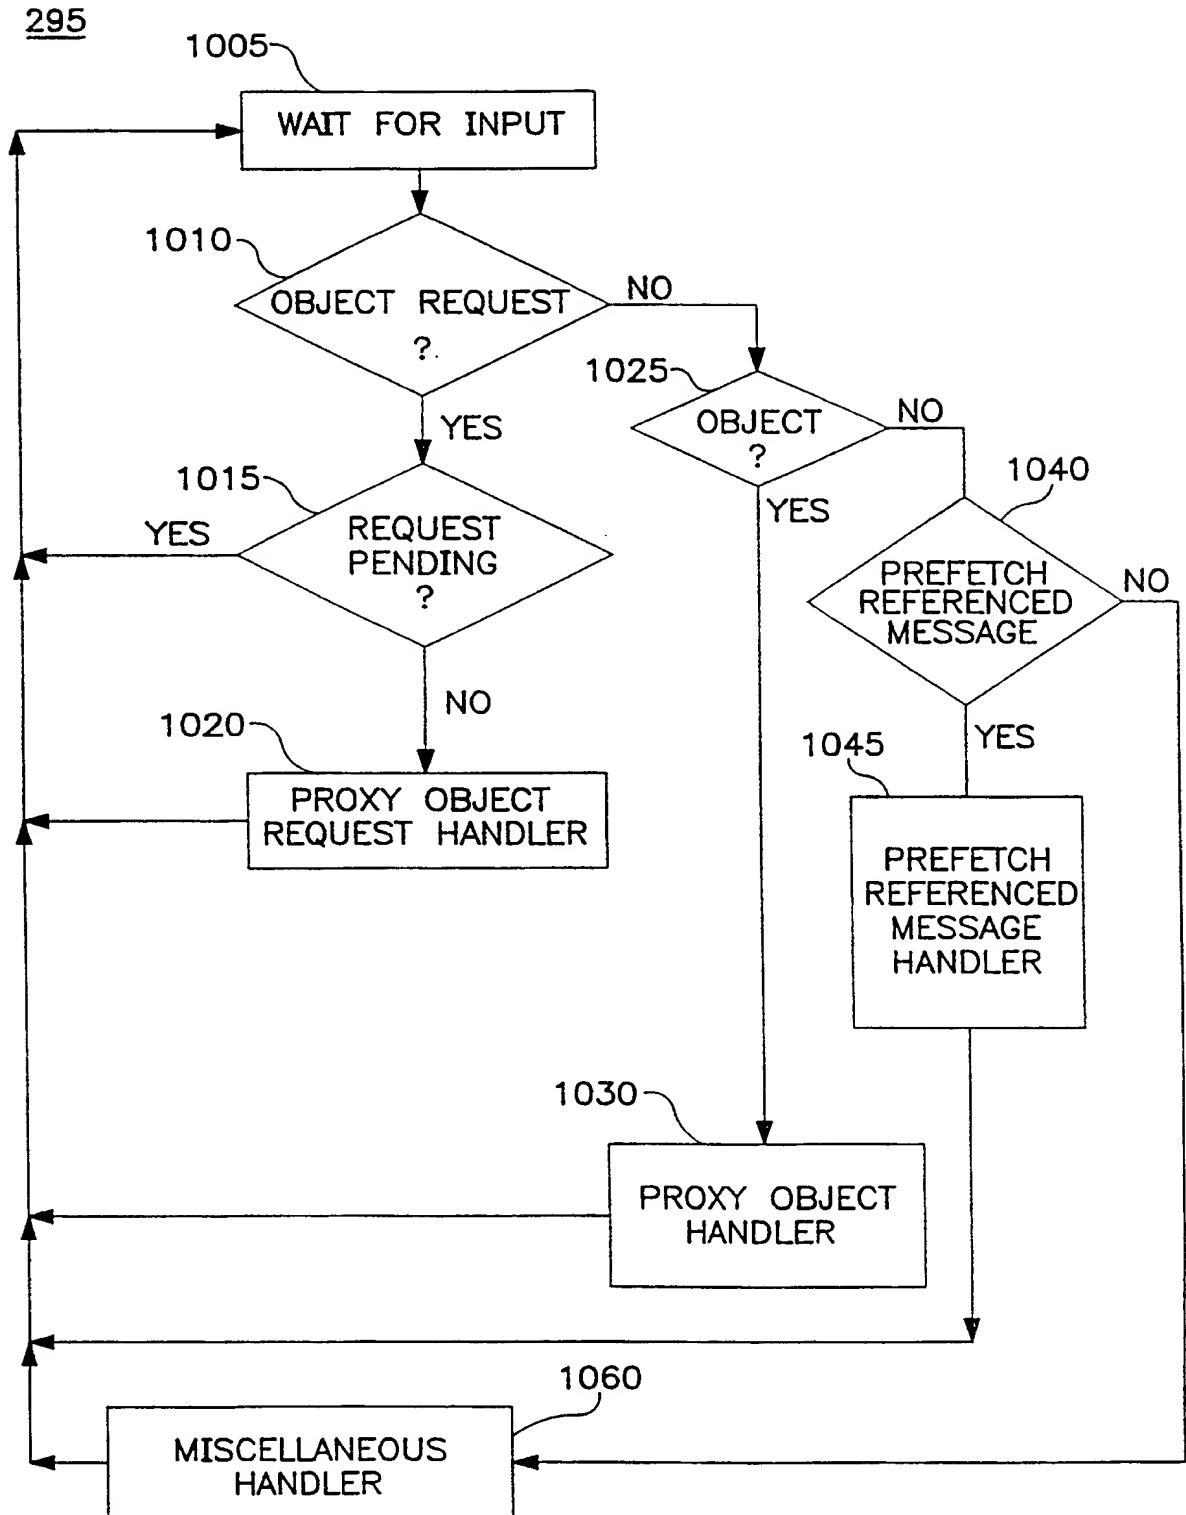 295
1005
WAIT FOR INPUT
1010
OBJECT REQUEST
?
NO
YES
1025
OBJECT
?
NO
YES
1015
REQUEST
PENDING
?
YES
NO
1040
PREFETCH
REFERENCED
MESSAGE
NO
YES
1020
PROXY OBJECT
REQUEST HANDLER
1045
PREFETCH
REFERENCED
MESSAGE
HANDLER
1030
PROXY OBJECT
HANDLER
1060
MISCELLANEOUS
HANDLER